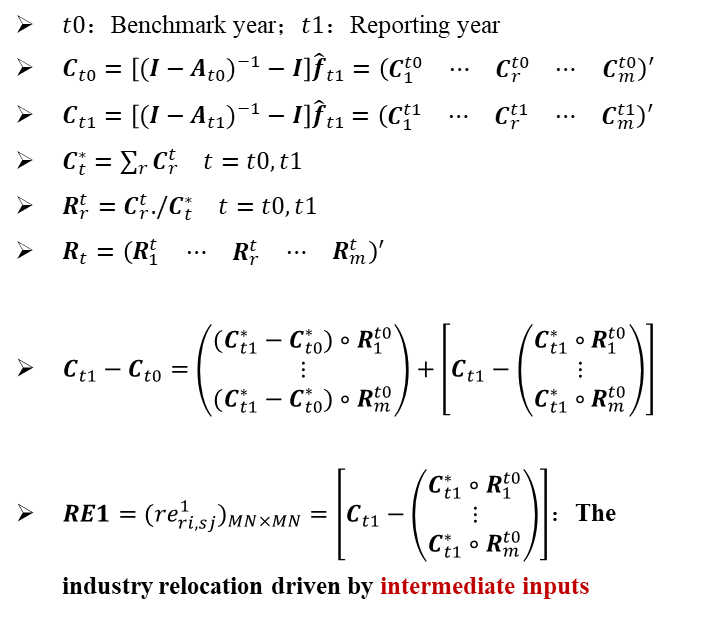 ➢ t0：Benchmark year；t1：Reporting year
➢ C_{t0} = [(I − A_{t0})^{−1} − I]f̂_{t1} = (C_1^{t0} ⋯ C_r^{t0} ⋯ C_m^{t0})′
➢ C_{t1} = [(I − A_{t1})^{−1} − I]f̂_{t1} = (C_1^{t1} ⋯ C_r^{t1} ⋯ C_m^{t1})′
➢ C_t^* = ∑_r C_r^t t = t0, t1
➢ R_r^t = C_r^t./C_t^* t = t0, t1
➢ R_t = (R_1^t ⋯ R_r^t ⋯ R_m^t)′
➢ C_{t1} − C_{t0} = ((C_{t1}^* − C_{t0}^*) ∘ R_1^{t0} ⋮ (C_{t1}^* − C_{t0}^*) ∘ R_m^{t0}) + [C_{t1} − (C_{t1}^* ∘ R_1^{t0} ⋮ C_{t1}^* ∘ R_m^{t0})]
➢ RE1 = (re_{ri,sj}^1)_{MN×MN} = [C_{t1} − (C_{t1}^* ∘ R_1^{t0} ⋮ C_{t1}^* ∘ R_m^{t0})]：The
industry relocation driven by intermediate inputs